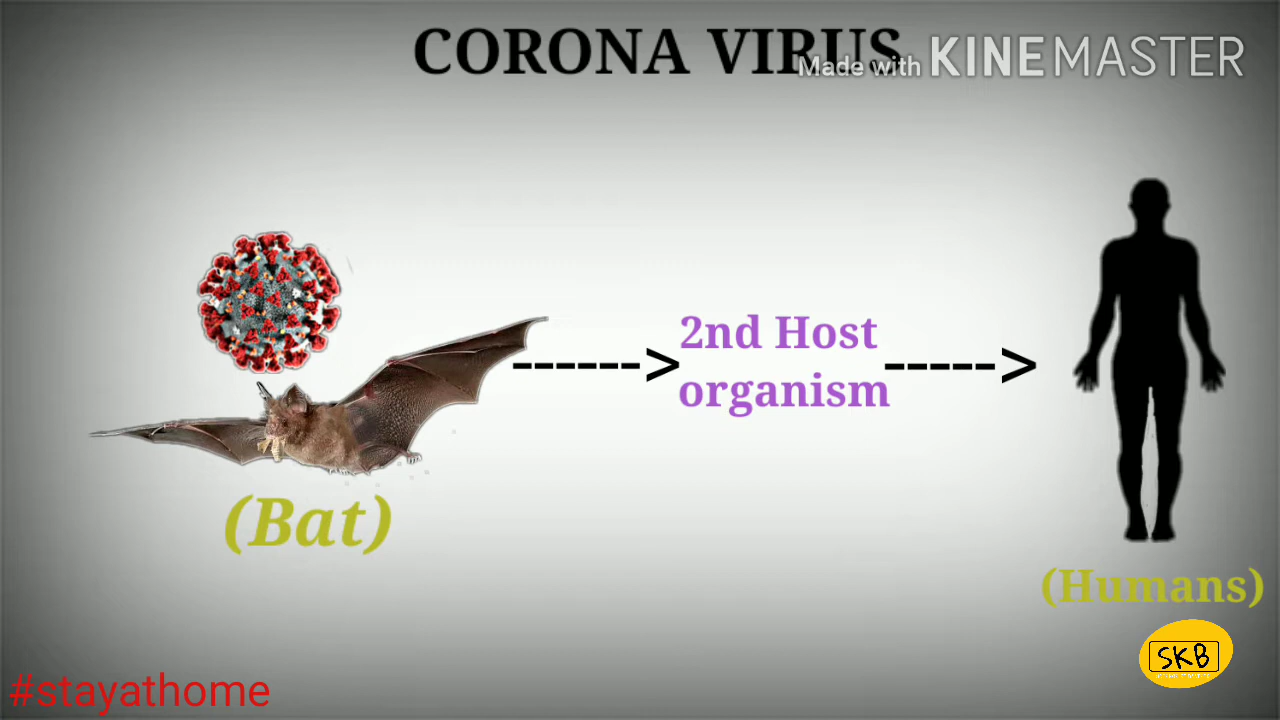 CORONA VIRUS
Made with KINEMASTER
2nd Host
organism
------>
----->
(Bat)
(Humans)
SKB
#stayathome